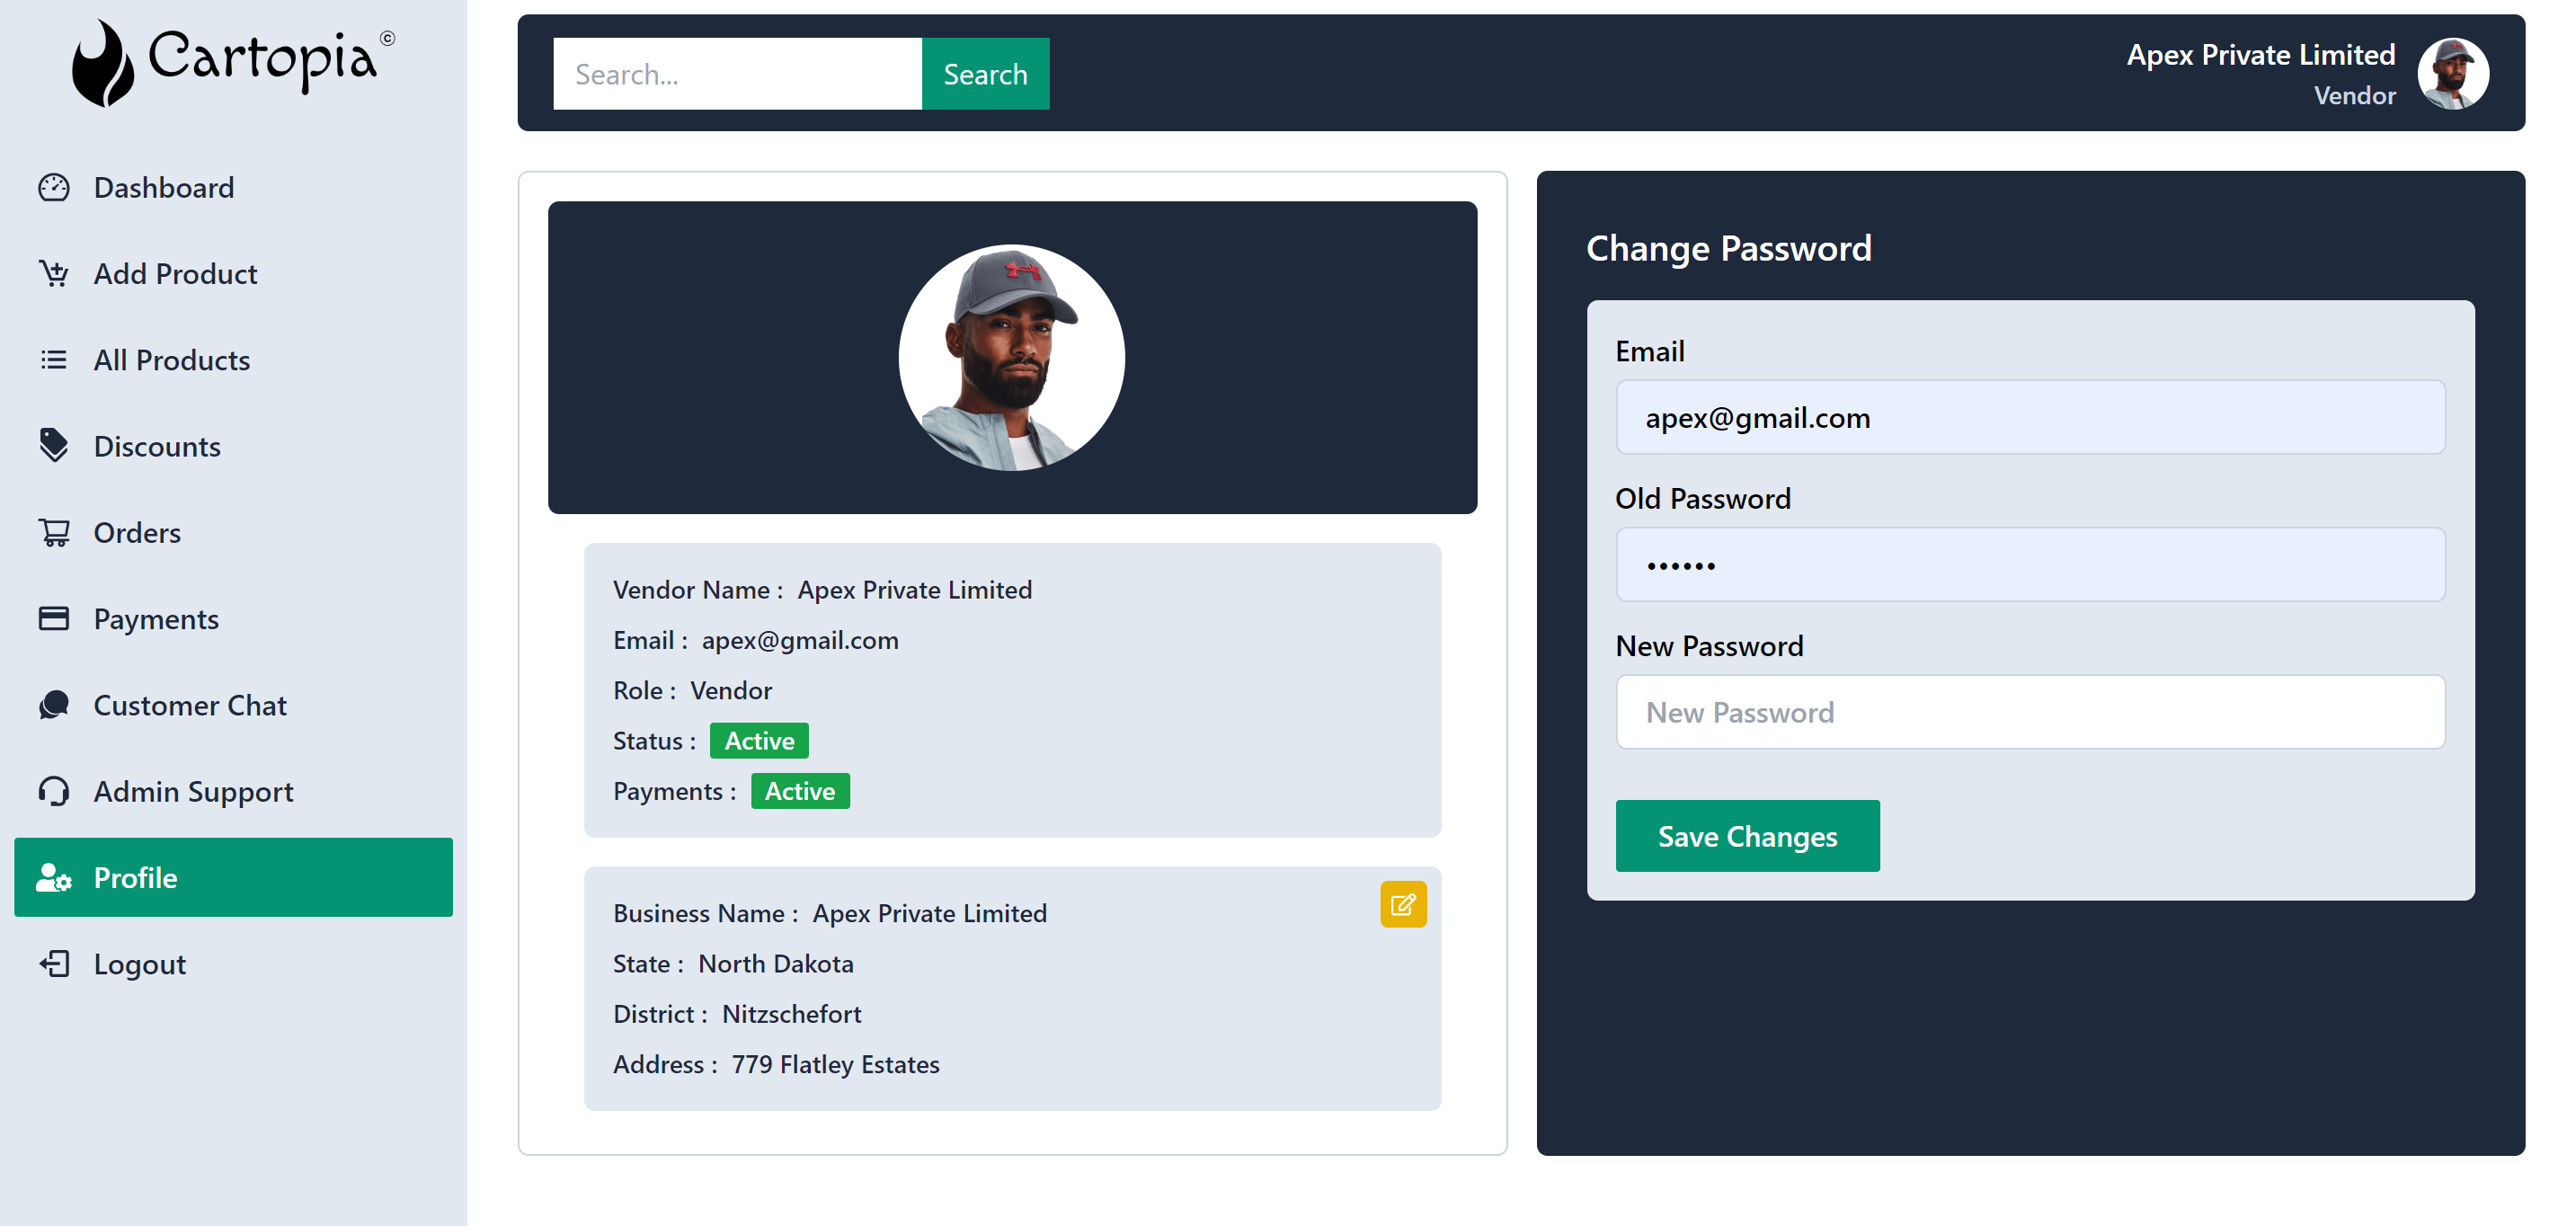 Cartopia©
Dashboard
Add Product
All Products
Discounts
Orders
Payments
Customer Chat
Admin Support
Profile
Logout
Search...
Search
Apex Private Limited
Vendor
Vendor Name : Apex Private Limited
Email : apex@gmail.com
Role : Vendor
Status : Active
Payments : Active
Business Name : Apex Private Limited
State : North Dakota
District : Nitzschefort
Address : 779 Flatley Estates
Change Password
Email
apex@gmail.com
Old Password
••••••
New Password
New Password
Save Changes